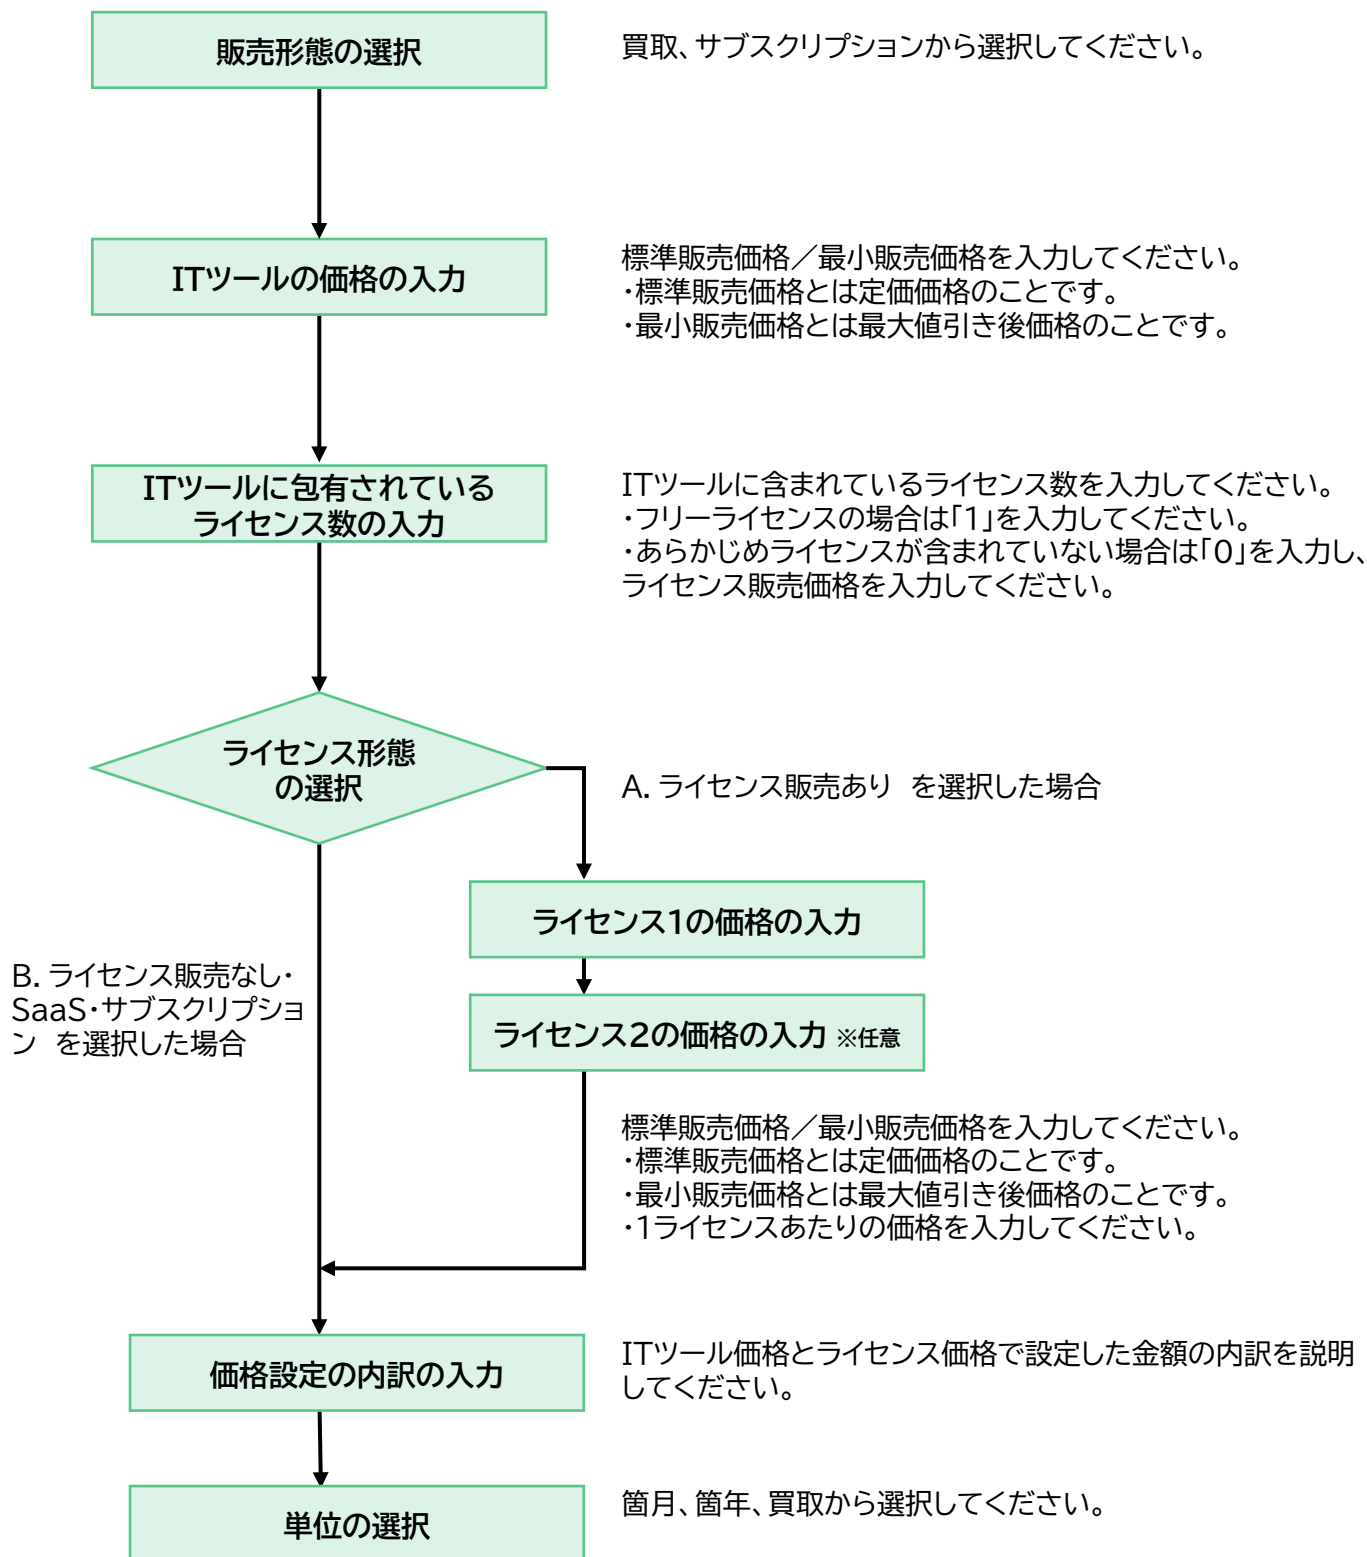 販売形態の選択
買取、サブスクリプションから選択してください。
ITツールの価格の入力
標準販売価格／最小販売価格を入力してください。
・標準販売価格とは定価価格のことです。
・最小販売価格とは最大値引き後価格のことです。
ITツールに包有されている
ライセンス数の入力
ITツールに含まれているライセンス数を入力してください。
・フリーライセンスの場合は「1」を入力してください。
・あらかじめライセンスが含まれていない場合は「0」を入力し、
ライセンス販売価格を入力してください。
ライセンス形態
の選択
A. ライセンス販売あり　を選択した場合
ライセンス1の価格の入力
B. ライセンス販売なし・
SaaS・サブスクリプショ
ン　を選択した場合
ライセンス2の価格の入力 ※任意
標準販売価格／最小販売価格を入力してください。
・標準販売価格とは定価価格のことです。
・最小販売価格とは最大値引き後価格のことです。
・1ライセンスあたりの価格を入力してください。
価格設定の内訳の入力
ITツール価格とライセンス価格で設定した金額の内訳を説明
してください。
単位の選択
箇月、箇年、買取から選択してください。